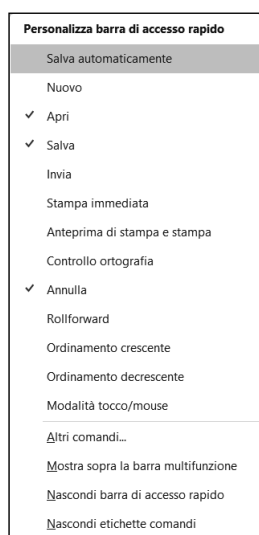 Personalizza barra di accesso rapido
Salva automaticamente
Nuovo
Apri
Salva
Invia
Stampa immediata
Anteprima di stampa e stampa
Controllo ortografia
Annulla
Rollforward
Ordinamento crescente
Ordinamento decrescente
Modalità tocco/mouse
Altri comandi...
Mostra sopra la barra multifunzione
Nascondi barra di accesso rapido
Nascondi etichette comandi